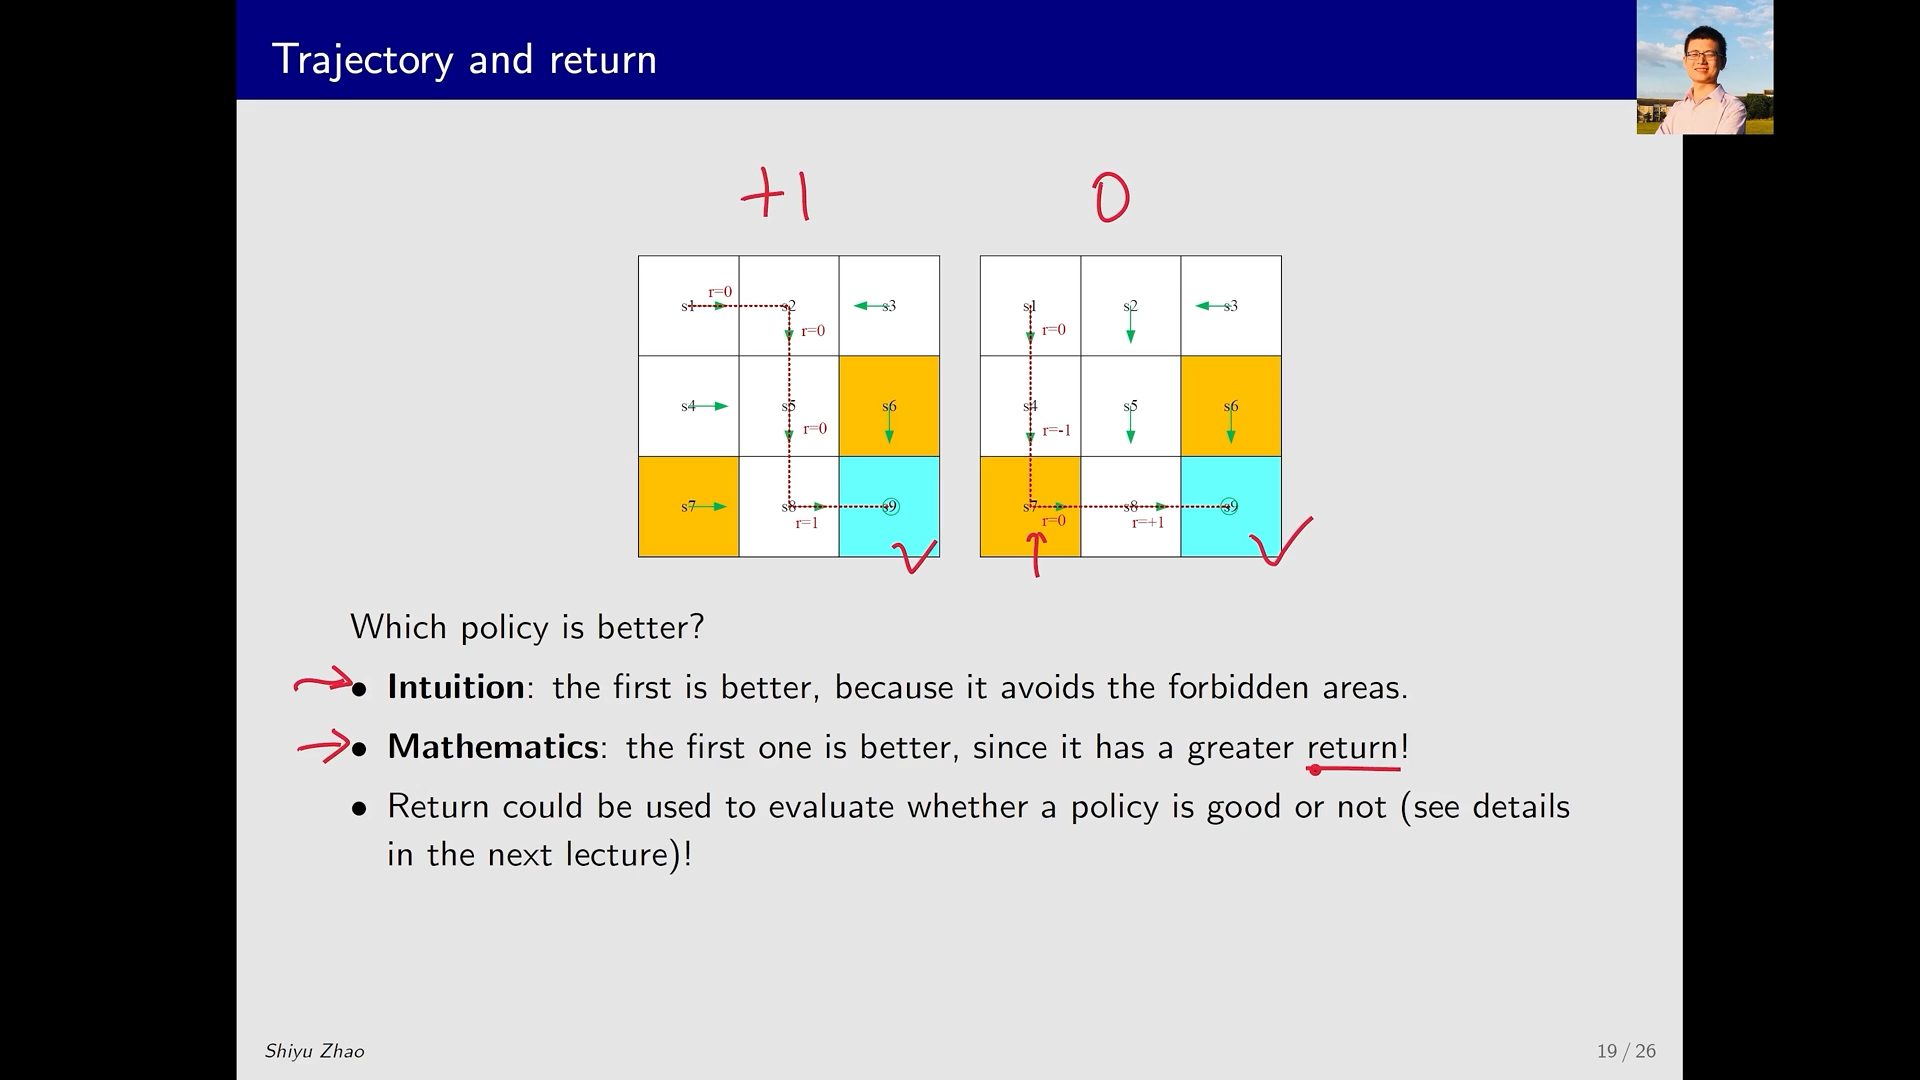 Trajectory and return
+1
0
s1 r=0 s2 s3
r=0
s4 s5 s6
r=0
s7 s8 s9
r=1
s1 s2 s3
r=0
s4 s5 s6
r=-1
s7 s8 s9
r=0 r=+1
Which policy is better?
• Intuition: the first is better, because it avoids the forbidden areas.
• Mathematics: the first one is better, since it has a greater return!
• Return could be used to evaluate whether a policy is good or not (see details
in the next lecture)!
Shiyu Zhao
19 / 26